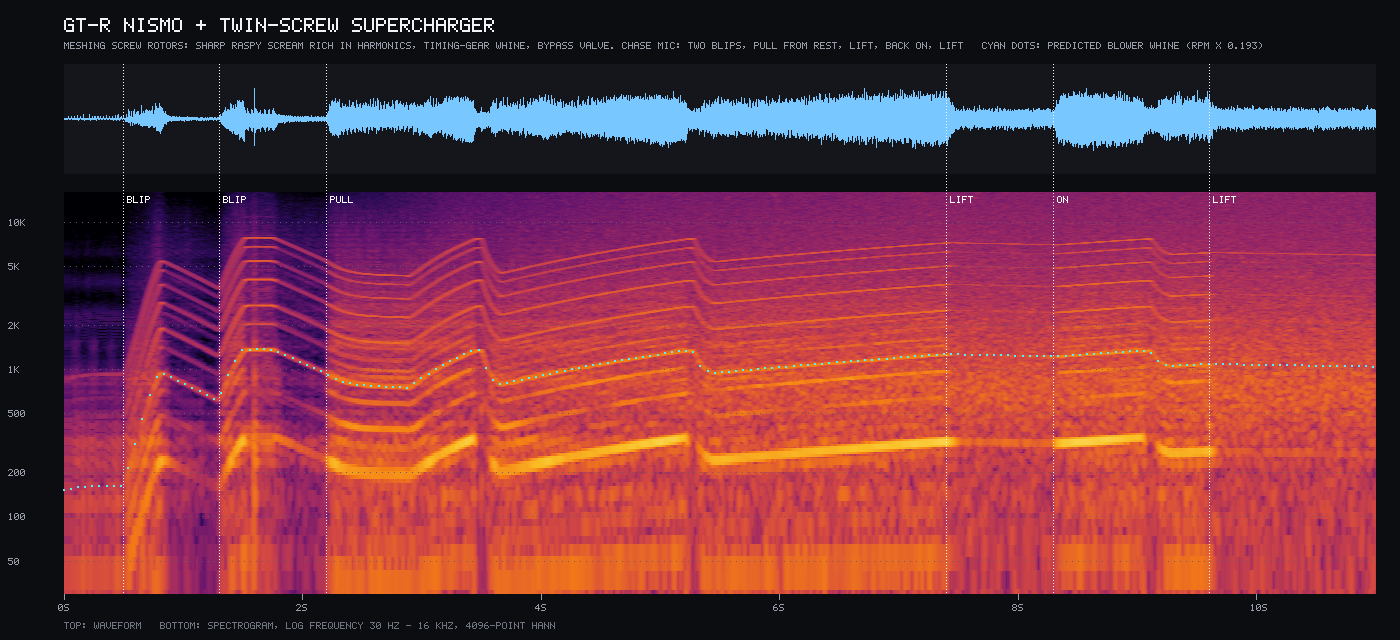 GT-R NISMO + TWIN-SCREW SUPERCHARGER
MESHING SCREW ROTORS: SHARP RASPY SCREAM RICH IN HARMONICS, TIMING-GEAR WHINE, BYPASS VALVE. CHASE MIC: TWO BLIPS, PULL FROM REST, LIFT, BACK ON, LIFT   CYAN DOTS: PREDICTED BLOWER WHINE (RPM X 0.193)
BLIP BLIP PULL LIFT ON LIFT
10K
5K
2K
1K
500
200
100
50
0S 2S 4S 6S 8S 10S
TOP: WAVEFORM   BOTTOM: SPECTROGRAM, LOG FREQUENCY 30 HZ - 16 KHZ, 4096-POINT HANN